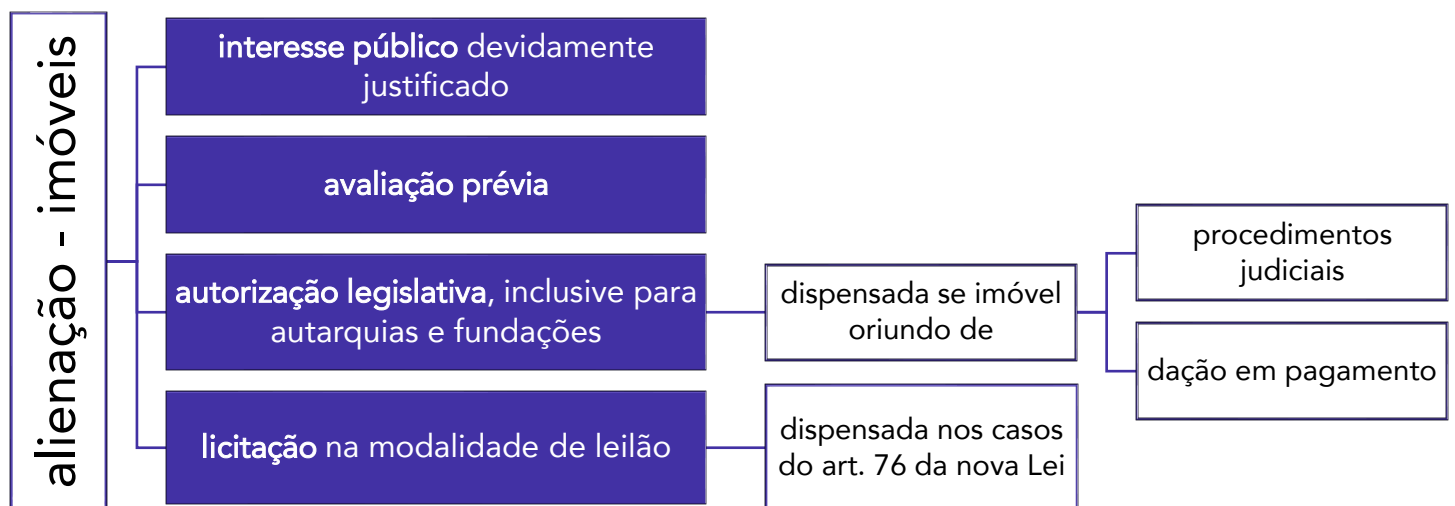 alienação - imóveis
interesse público devidamente
justificado
avaliação prévia
autorização legislativa, inclusive para
autarquias e fundações
dispensada se imóvel
oriundo de
procedimentos
judiciais
dação em pagamento
licitação na modalidade de leilão
dispensada nos casos
do art. 76 da nova Lei